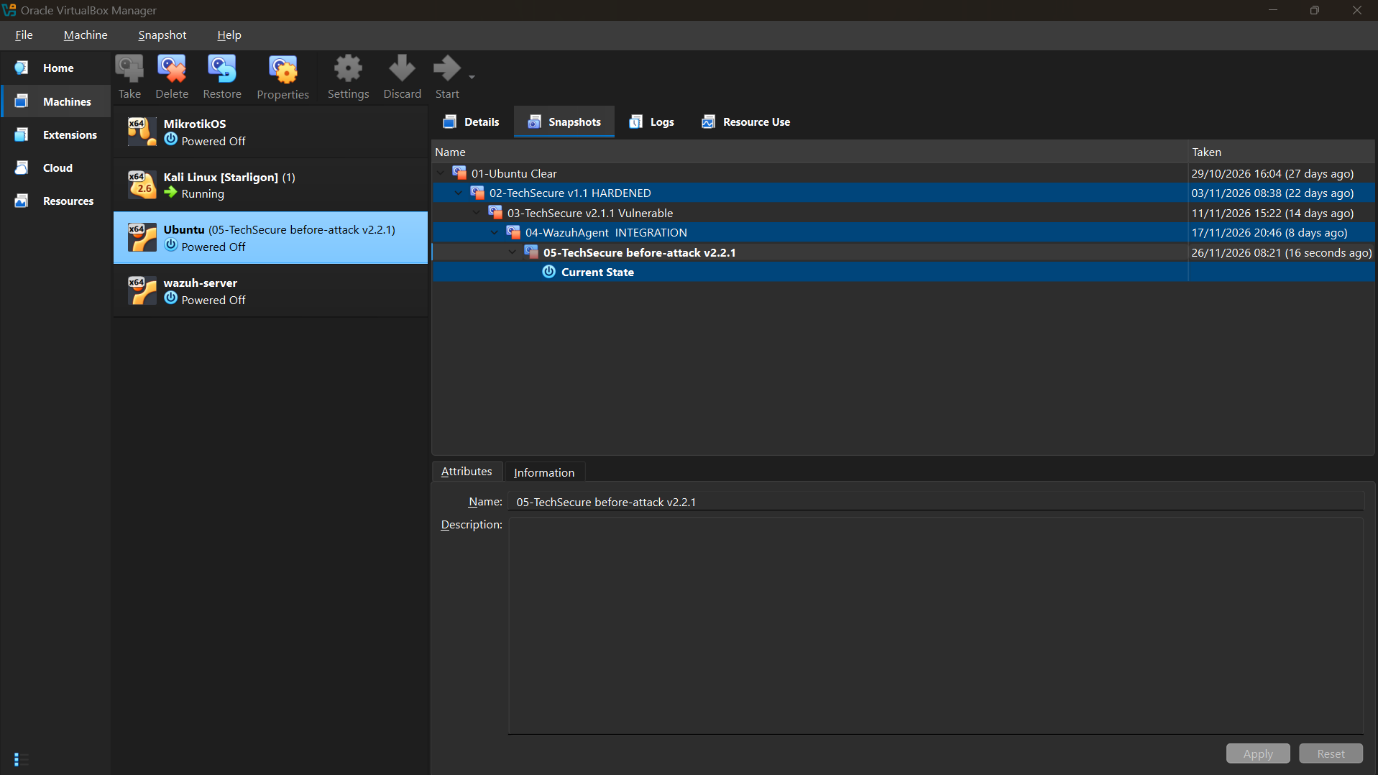 Oracle VirtualBox Manager
File Machine Snapshot Help
Home
Machines
Extensions
Cloud
Resources
Take Delete Restore Properties Settings Discard Start
x64
MikrotikOS
Powered Off
x64
2.6
Kali Linux [Starligon] (1)
Running
x64
Ubuntu (05-TechSecure before-attack v2.2.1)
Powered Off
x64
wazuh-server
Powered Off
Details Snapshots Logs Resource Use
Name Taken
01-Ubuntu Clear 29/10/2026 16:04 (27 days ago)
02-TechSecure v1.1 HARDENED 03/11/2026 08:38 (22 days ago)
03-TechSecure v2.1.1 Vulnerable 11/11/2026 15:22 (14 days ago)
04-WazuhAgent INTEGRATION 17/11/2026 20:46 (8 days ago)
05-TechSecure before-attack v2.2.1 26/11/2026 08:21 (16 seconds ago)
Current State
Attributes Information
Name: 05-TechSecure before-attack v2.2.1
Description:
Apply Reset